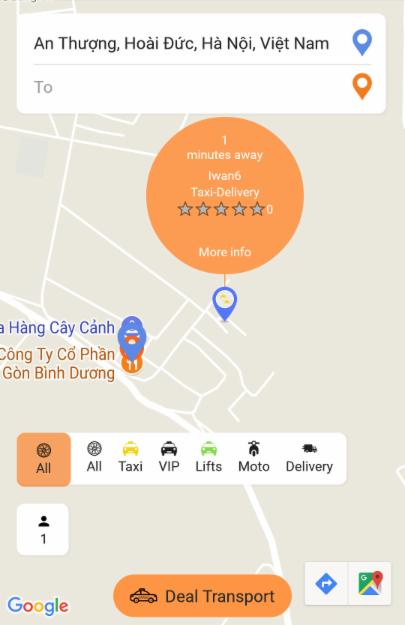 An Thượng, Hoài Đức, Hà Nội, Việt Nam
To
1
minutes away
Iwan6
Taxi-Delivery
0
More info
a Hàng Cây Cảnh
Công Ty Cổ Phần
Gòn Bình Dương
All
All
Taxi
VIP
Lifts
Moto
Delivery
1
Deal Transport
Google